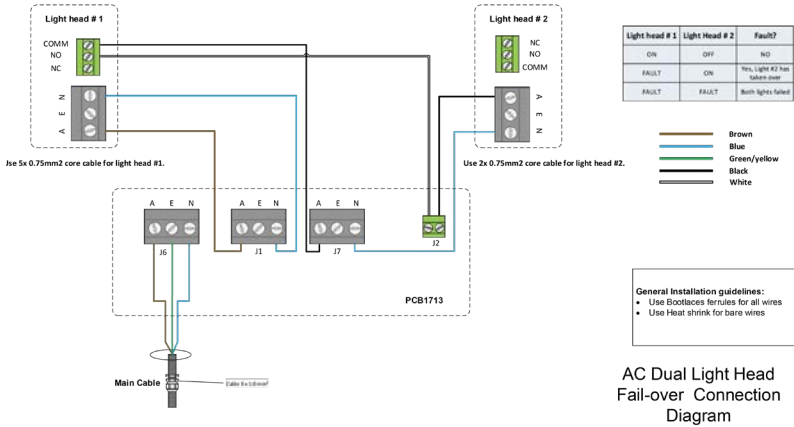 Light head # 1
Light head # 2
COMM
NO
NC
NC
NO
COMM
N
E
A
A
E
N
Jse 5x 0.75mm2 core cable for light head #1.
Use 2x 0.75mm2 core cable for light head #2.
Light head # 1 Light Head # 2 Fault?
ON OFF NO
FAULT ON Yes, Light #2 has
taken over
FAULT FAULT Both lights failed
Brown
Blue
Green/yellow
Black
White
A E N
A E N
A E N
J6
J1
J7
J2
PCB1713
Main Cable
General Installation guidelines:
• Use Bootlaces ferrules for all wires
• Use Heat shrink for bare wires
AC Dual Light Head
Fail-over Connection
Diagram